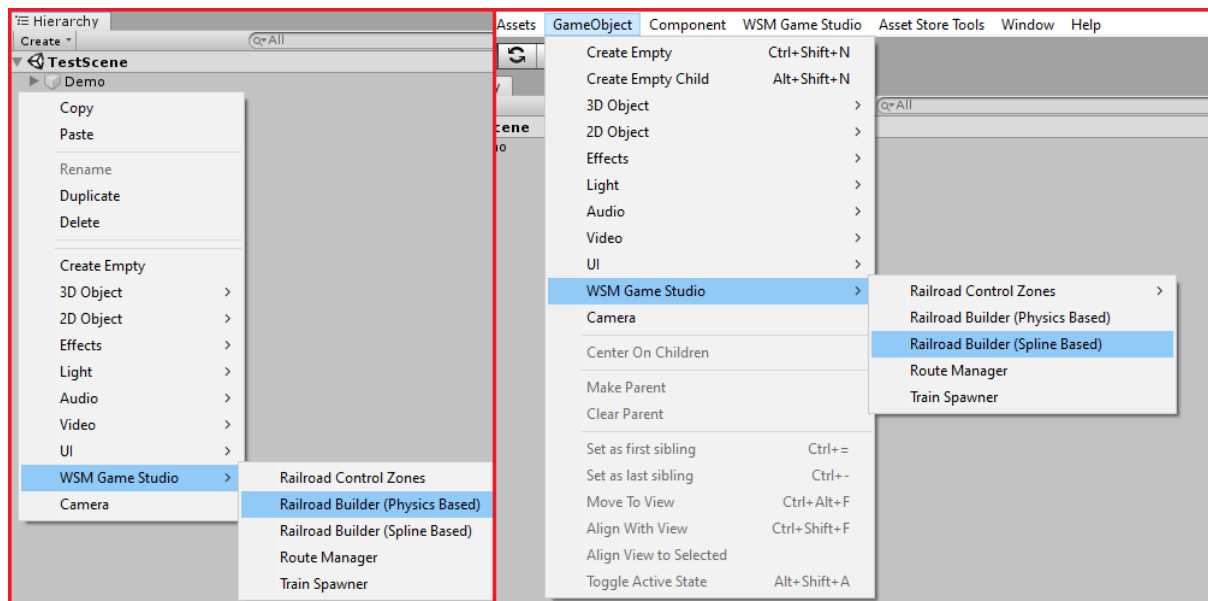 Hierarchy
Create
All
TestScene
Demo
Copy
Paste
Rename
Duplicate
Delete
Create Empty
3D Object
2D Object
Effects
Light
Audio
Video
UI
WSM Game Studio
Camera
Railroad Control Zones
Railroad Builder (Physics Based)
Railroad Builder (Spline Based)
Route Manager
Train Spawner
Assets GameObject Component WSM Game Studio Asset Store Tools Window Help
All
cene
Create Empty Ctrl+Shift+N
Create Empty Child Alt+Shift+N
3D Object
2D Object
Effects
Light
Audio
Video
UI
WSM Game Studio
Camera
Center On Children
Make Parent
Clear Parent
Set as first sibling Ctrl+=
Set as last sibling Ctrl+-
Move To View Ctrl+Alt+F
Align With View Ctrl+Shift+F
Align View to Selected
Toggle Active State Alt+Shift+A
Railroad Control Zones
Railroad Builder (Physics Based)
Railroad Builder (Spline Based)
Route Manager
Train Spawner